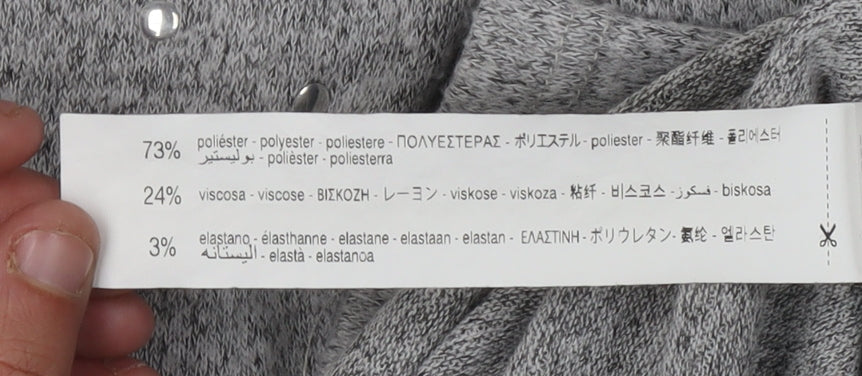 73% poliéster - polyester - poliestere - ΠΟΛΥΕΣΤΕΡΑΣ - ポリエステル - poliester - 聚酯纤维 - 폴리에스터
بوليستير - polièster - poliesterra
24% viscosa - viscose - ΒΙΣΚΟΖΗ - レーヨン - viskose - viskoza - 粘纤 - 비스코스 - فسكوز - biskosa
3% elastano - élasthanne - elastane - elastaan - elastan - ΕΛΑΣΤΙΝΗ - ポリウレタン - 氨纶 - 엘라스탄
اليستانه - elastà - elastanoa